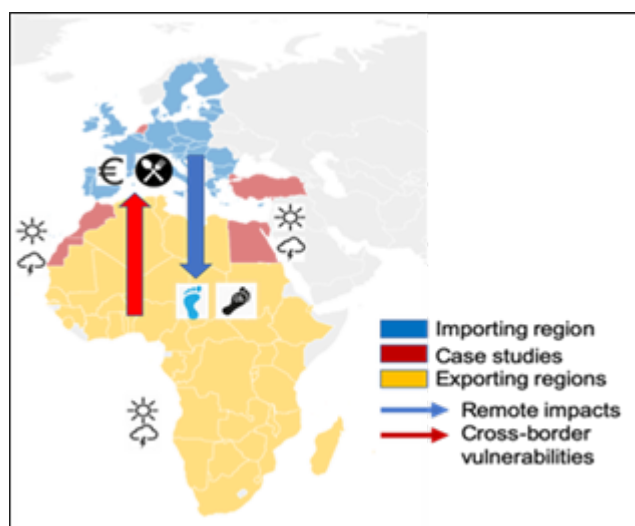 €
Importing region
Case studies
Exporting regions
Remote impacts
Cross-border
vulnerabilities